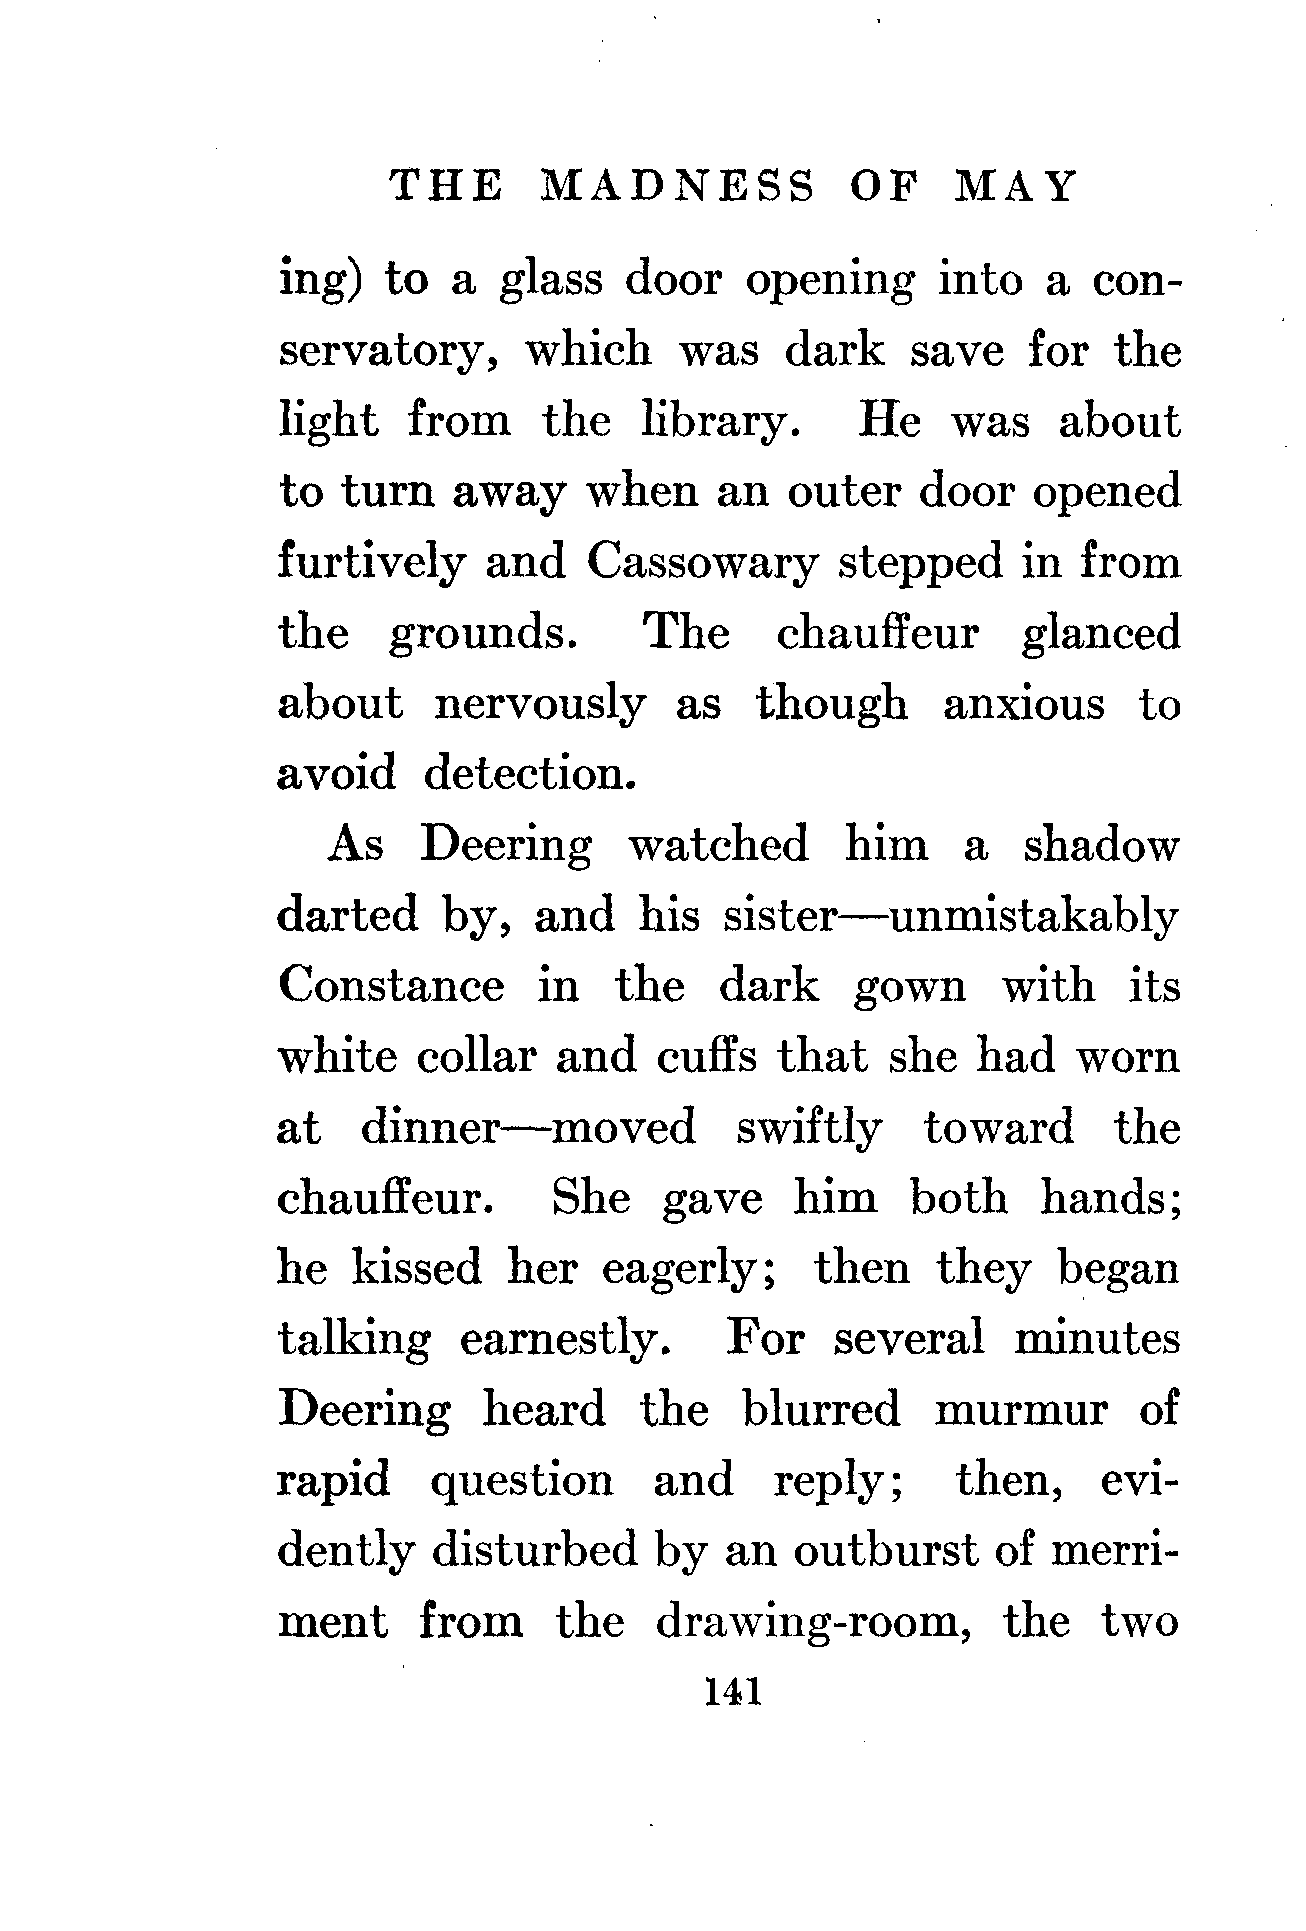 THE MADNESS OF MAY
ing) to a glass door opening into a con-
servatory, which was dark save for the
light from the library. He was about
to turn away when an outer door opened
furtively and Cassowary stepped in from
the grounds. The chauffeur glanced
about nervously as though anxious to
avoid detection.
As Deering watched him a shadow
darted by, and his sister—unmistakably
Constance in the dark gown with its
white collar and cuffs that she had worn
at dinner—moved swiftly toward the
chauffeur. She gave him both hands;
he kissed her eagerly; then they began
talking earnestly. For several minutes
Deering heard the blurred murmur of
rapid question and reply; then, evi-
dently disturbed by an outburst of merri-
ment from the drawing-room, the two
141